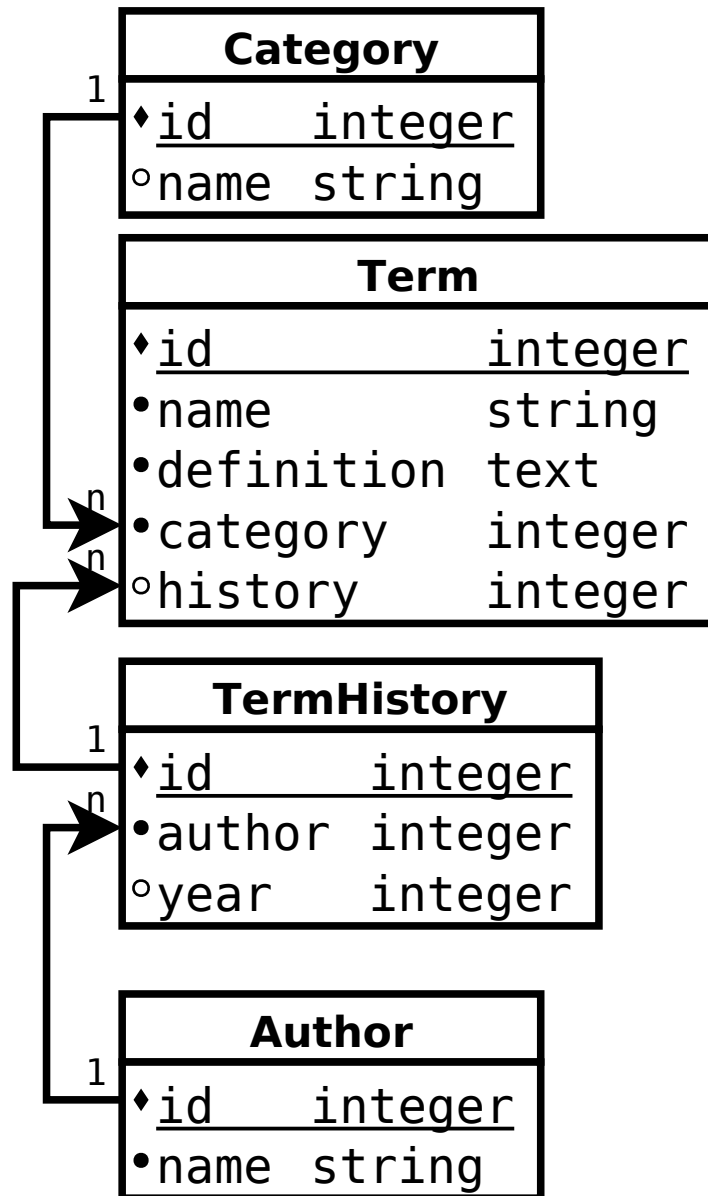 Category
1
◆id integer
○name string
Term
◆id integer
●name string
●definition text
n
●category integer
n
○history integer
TermHistory
1
◆id integer
n
●author integer
○year integer
Author
1
◆id integer
●name string